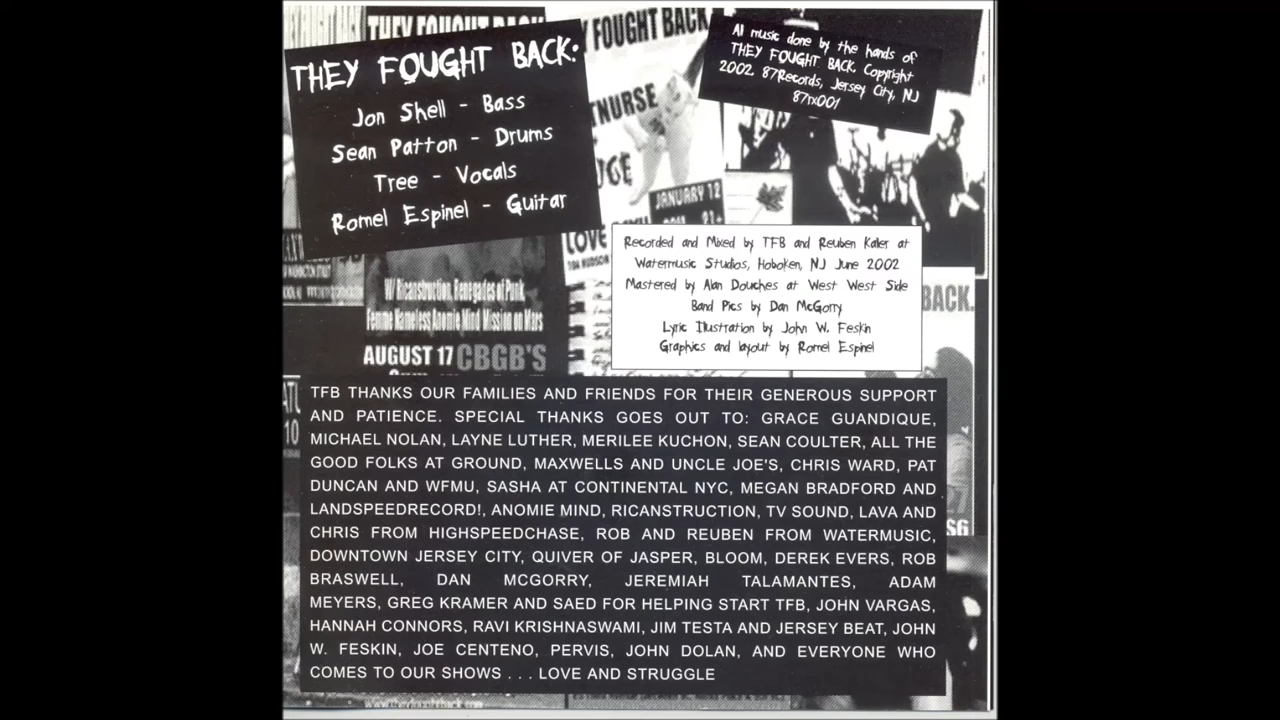 THEY FOUGHT BACK
THEY FOUGHT BACK:
Jon Shell - Bass
Sean Patton - Drums
Tree - Vocals
Romel Espinel - Guitar
Y FOUGHT BACK
NURSE
JANUARY 12
All music done by the hands of
THEY FOUGHT BACK. Copyright
2002. 87Records, Jersey City, NJ
87rx001
LOVE
W/ Ricanstruction, Renegades of Punk
Femme Nameless, Anomie Mind, Mission on Mars
AUGUST 17 CBGB'S
Recorded and Mixed by TFB and Reuben Kaller at
Watermusic Studios, Hoboken, NJ June 2002
Mastered by Alan Douches at West West Side
Band Pics by Dan McGorry
Lyric Illustration by John W. Feskin
Graphics and layout by Romel Espinel
BACK.
TFB THANKS OUR FAMILIES AND FRIENDS FOR THEIR GENEROUS SUPPORT
AND PATIENCE. SPECIAL THANKS GOES OUT TO: GRACE GUANDIQUE,
MICHAEL NOLAN, LAYNE LUTHER, MERILEE KUCHON, SEAN COULTER, ALL THE
GOOD FOLKS AT GROUND, MAXWELLS AND UNCLE JOE'S, CHRIS WARD, PAT
DUNCAN AND WFMU, SASHA AT CONTINENTAL NYC, MEGAN BRADFORD AND
LANDSPEEDRECORD!, ANOMIE MIND, RICANSTRUCTION, TV SOUND, LAVA AND
CHRIS FROM HIGHSPEEDCHASE, ROB AND REUBEN FROM WATERMUSIC,
DOWNTOWN JERSEY CITY, QUIVER OF JASPER, BLOOM, DEREK EVERS, ROB
BRASWELL, DAN MCGORRY, JEREMIAH TALAMANTES, ADAM
MEYERS, GREG KRAMER AND SAED FOR HELPING START TFB, JOHN VARGAS,
HANNAH CONNORS, RAVI KRISHNASWAMI, JIM TESTA AND JERSEY BEAT, JOHN
W. FESKIN, JOE CENTENO, PERVIS, JOHN DOLAN, AND EVERYONE WHO
COMES TO OUR SHOWS . . . LOVE AND STRUGGLE